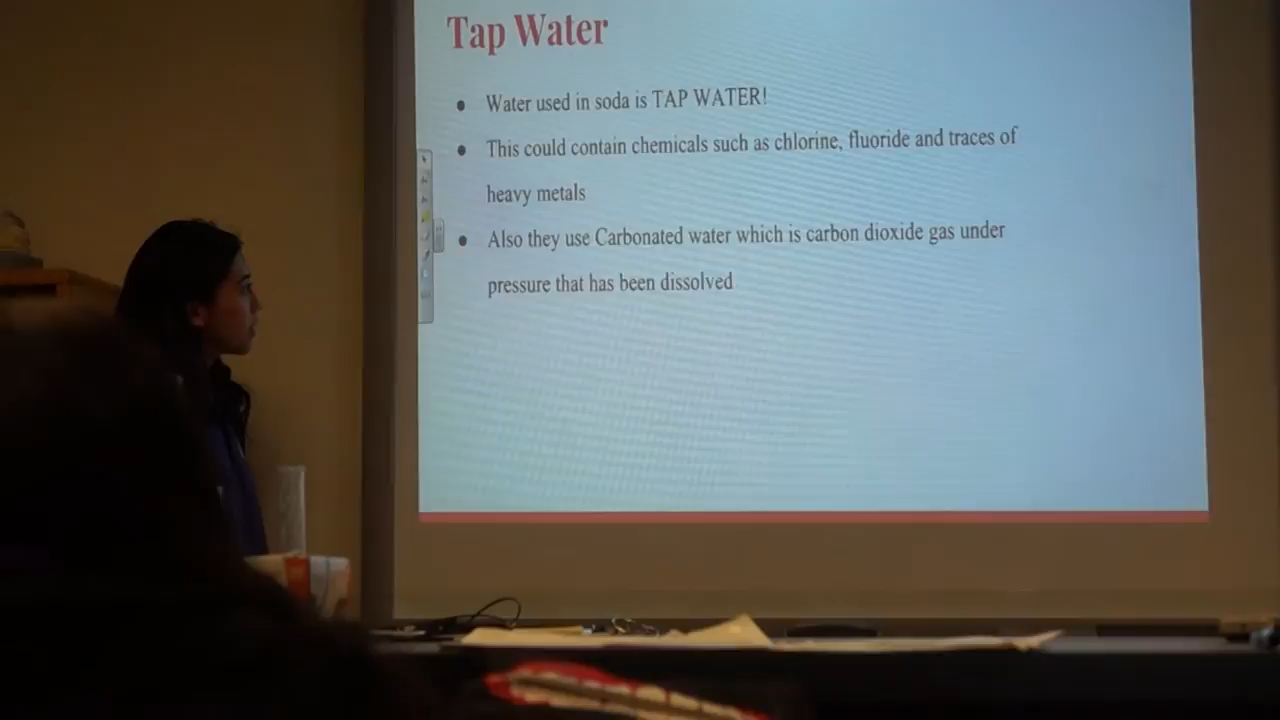 Tap Water
● Water used in soda is TAP WATER!
● This could contain chemicals such as chlorine, fluoride and traces of
heavy metals
● Also they use Carbonated water which is carbon dioxide gas under
pressure that has been dissolved